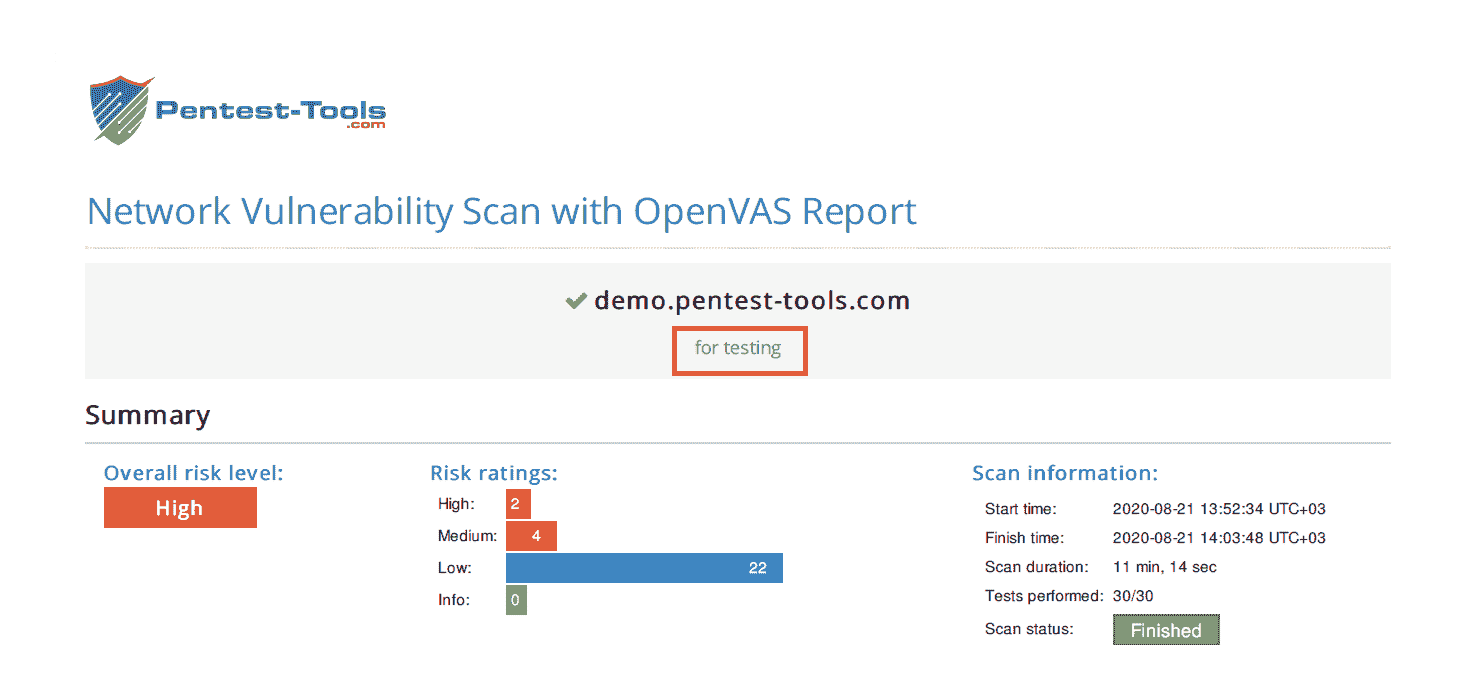 Pentest-Tools
.com
Network Vulnerability Scan with OpenVAS Report
demo.pentest-tools.com
for testing
Summary
Overall risk level:
High
Risk ratings:
High: 2
Medium: 4
Low: 22
Info: 0
Scan information:
Start time: 2020-08-21 13:52:34 UTC+03
Finish time: 2020-08-21 14:03:48 UTC+03
Scan duration: 11 min, 14 sec
Tests performed: 30/30
Scan status: Finished